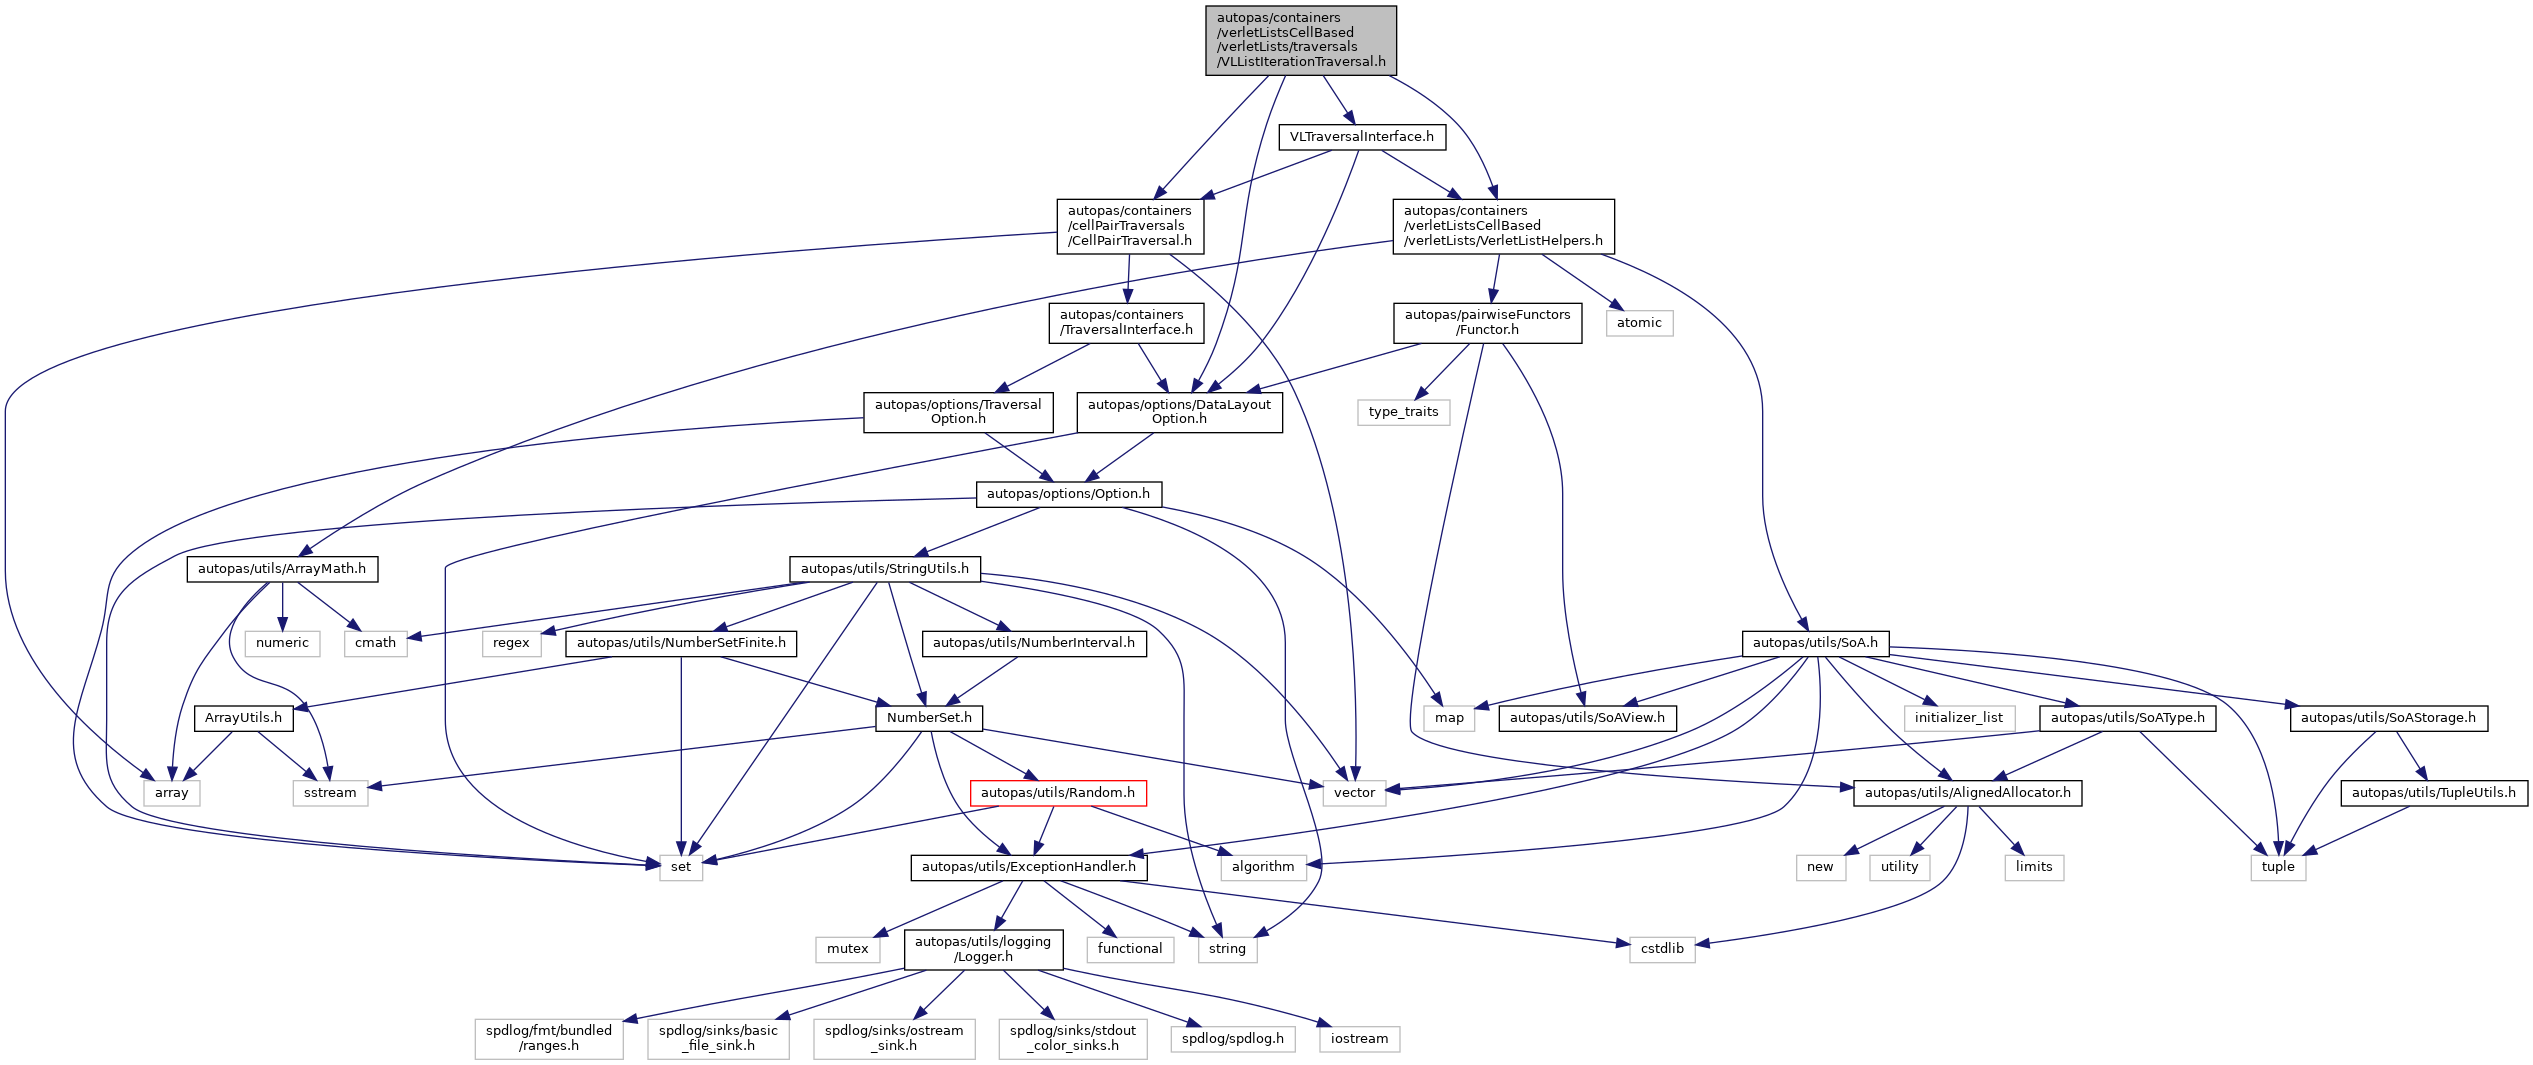 autopas/containers
/verletListsCellBased
/verletLists/traversals
/VLListIterationTraversal.h
VLTraversalInterface.h
autopas/containers
/cellPairTraversals
/CellPairTraversal.h
autopas/containers
/verletListsCellBased
/verletLists/VerletListHelpers.h
autopas/containers
/TraversalInterface.h
autopas/pairwiseFunctors
/Functor.h
atomic
autopas/options/Traversal
Option.h
autopas/options/DataLayout
Option.h
type_traits
autopas/options/Option.h
autopas/utils/ArrayMath.h
autopas/utils/StringUtils.h
numeric
cmath
regex
autopas/utils/NumberSetFinite.h
autopas/utils/NumberInterval.h
autopas/utils/SoA.h
ArrayUtils.h
NumberSet.h
map
autopas/utils/SoAView.h
initializer_list
autopas/utils/SoAType.h
autopas/utils/SoAStorage.h
array
sstream
autopas/utils/Random.h
vector
autopas/utils/AlignedAllocator.h
autopas/utils/TupleUtils.h
set
autopas/utils/ExceptionHandler.h
algorithm
new
utility
limits
tuple
mutex
autopas/utils/logging
/Logger.h
functional
string
cstdlib
spdlog/fmt/bundled
/ranges.h
spdlog/sinks/basic
_file_sink.h
spdlog/sinks/ostream
_sink.h
spdlog/sinks/stdout
_color_sinks.h
spdlog/spdlog.h
iostream